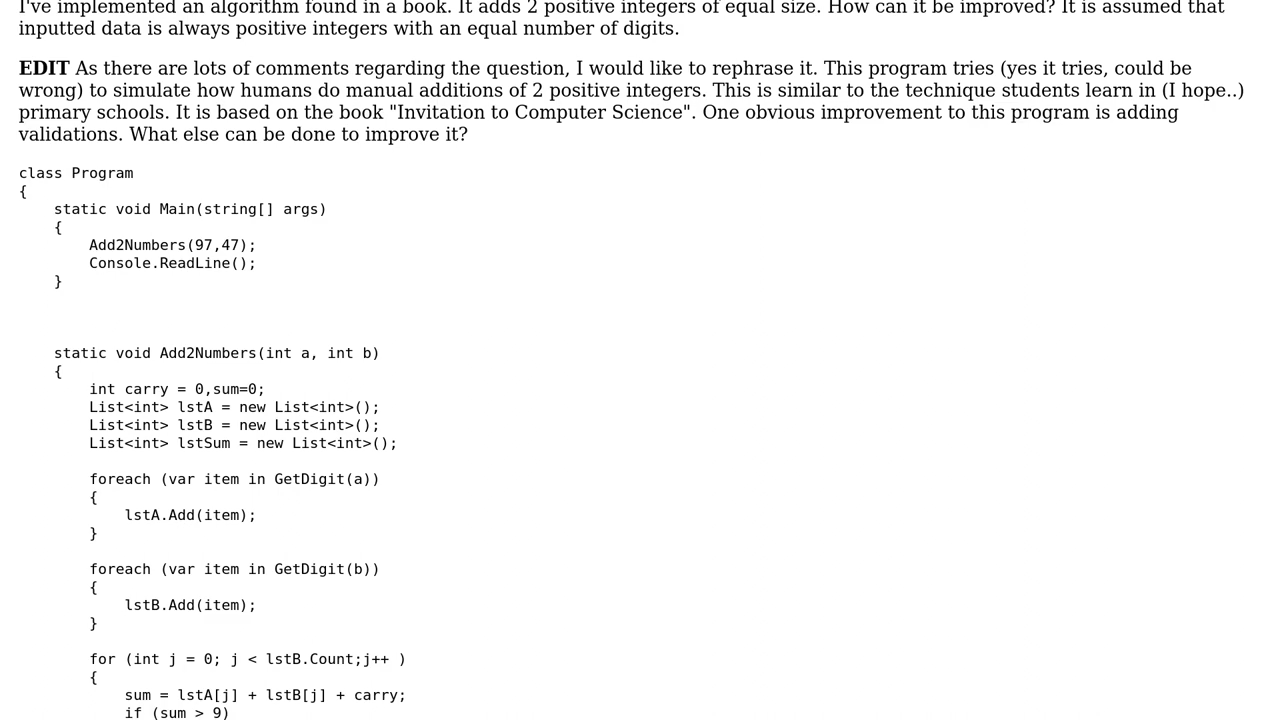 I've implemented an algorithm found in a book. It adds 2 positive integers of equal size. How can it be improved? It is assumed that
inputted data is always positive integers with an equal number of digits.
EDIT As there are lots of comments regarding the question, I would like to rephrase it. This program tries (yes it tries, could be
wrong) to simulate how humans do manual additions of 2 positive integers. This is similar to the technique students learn in (I hope..)
primary schools. It is based on the book "Invitation to Computer Science". One obvious improvement to this program is adding
validations. What else can be done to improve it?
class Program
{
    static void Main(string[] args)
    {
        Add2Numbers(97,47);
        Console.ReadLine();
    }
    static void Add2Numbers(int a, int b)
    {
        int carry = 0,sum=0;
        List<int> lstA = new List<int>();
        List<int> lstB = new List<int>();
        List<int> lstSum = new List<int>();
        foreach (var item in GetDigit(a))
        {
            lstA.Add(item);
        }
        foreach (var item in GetDigit(b))
        {
            lstB.Add(item);
        }
        for (int j = 0; j < lstB.Count;j++ )
        {
            sum = lstA[j] + lstB[j] + carry;
            if (sum > 9)